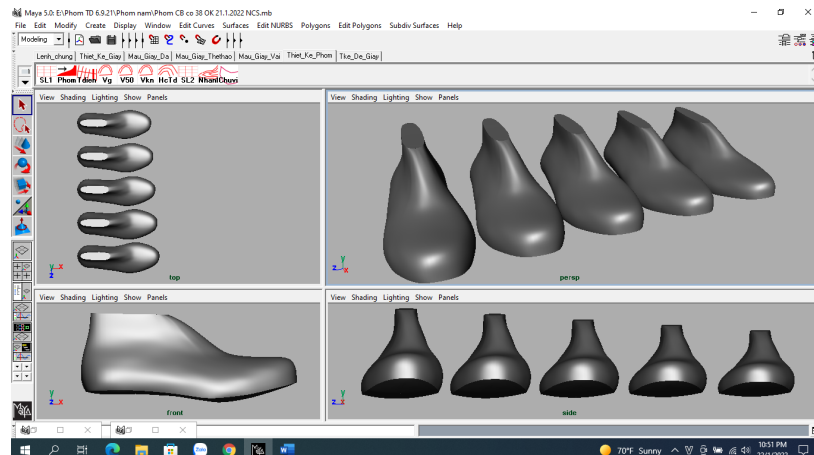 Maya 5.0: E:\Phom TD 6.9.21\Phom nam\Phom CB co 38 OK 21.1.2022 NCS.mb
File Edit Modify Create Display Window Edit Curves Surfaces Edit NURBS Polygons Edit Polygons Subdiv Surfaces Help
Modeling
Lenh_chung Thiet_Ke_Giay Mau_Giay_Da Mau_Giay_Thethao Mau_Giay_Vai Thiet_Ke_Phom Tke_De_Giay
SL1 Phom Tdien Vg V50 Vkn HcTd SL2 Nhanl Chuvi
View Shading Lighting Show Panels
View Shading Lighting Show Panels
y x z
top
y z x
persp
View Shading Lighting Show Panels
View Shading Lighting Show Panels
y z x
front
y z x
side
MAYA
Zalo
70°F Sunny
10:51 PM